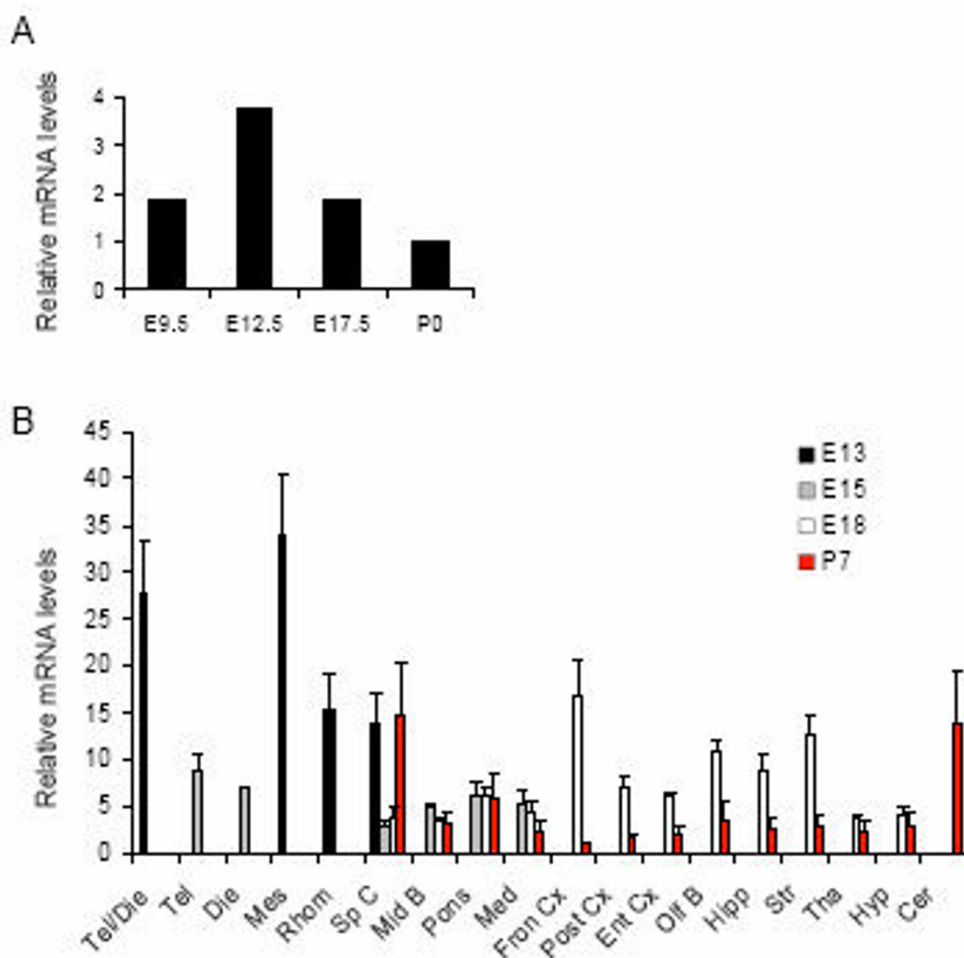 A
Relative mRNA levels
4
3
2
1
0
E9.5 E12.5 E17.5 P0
B
Relative mRNA levels
45
40
35
30
25
20
15
10
5
0
E13
E15
E18
P7
Tel/Die Tel Die Mes Rhom Sp C Mid B Pons Med Fron Cx Post Cx Ent Cx Olf B Hipp Str Tha Hyp Cer